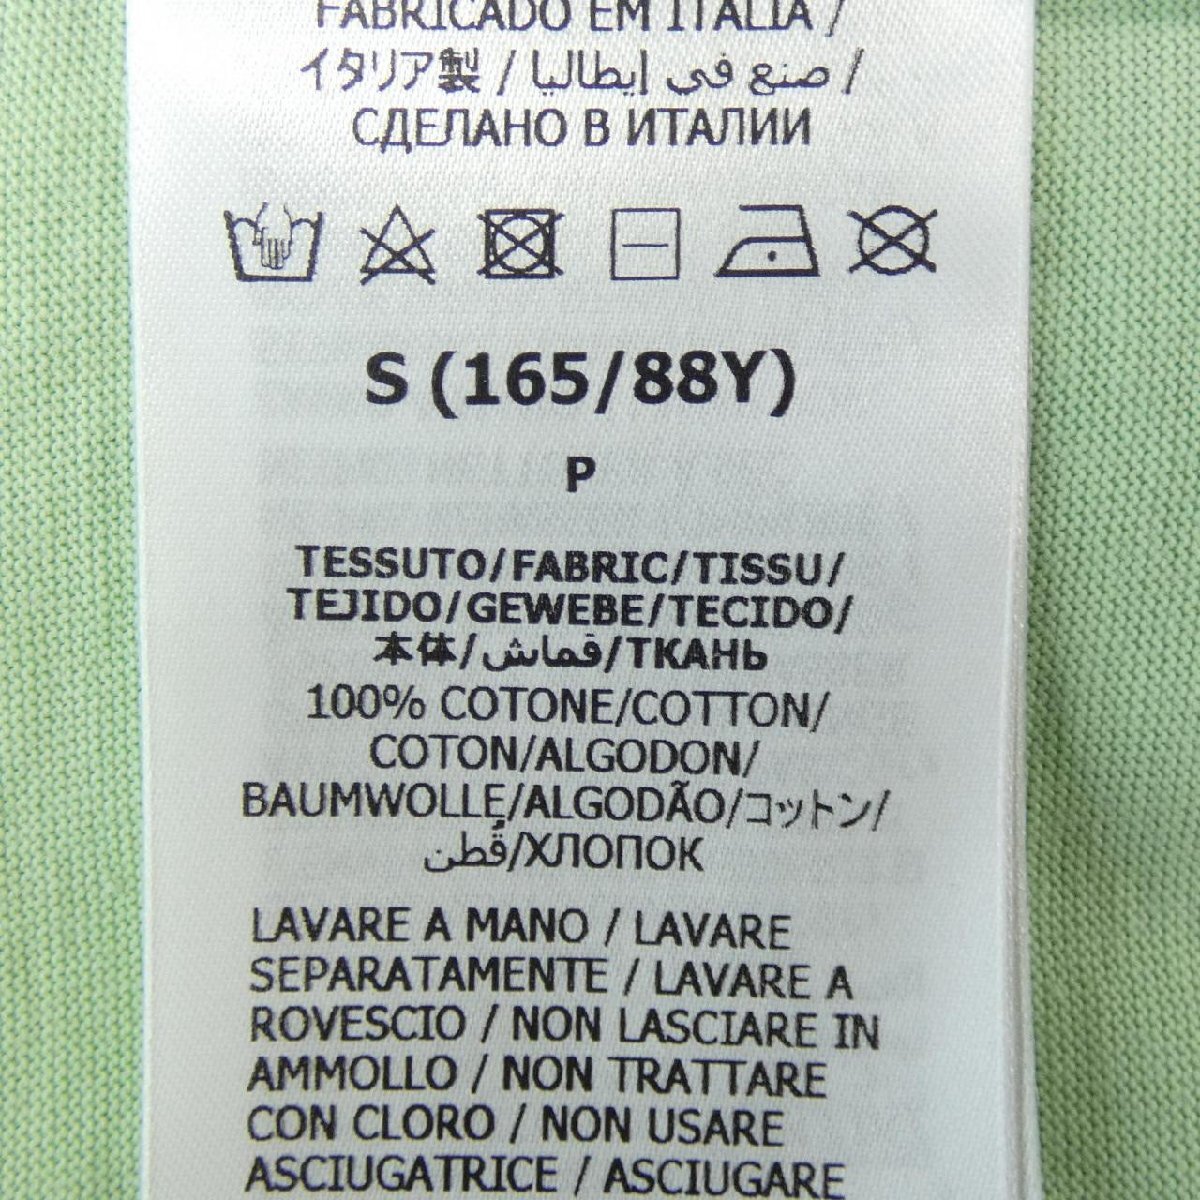 FABRICADO EM ITALIA /
イタリア製 / صنع في إيطاليا /
СДЕЛАНО В ИТАЛИИ
S (165/88Y)
P
TESSUTO/FABRIC/TISSU/
TEJIDO/GEWEBE/TECIDO/
本体/قماش/ТКАНЬ
100% COTONE/COTTON/
COTON/ALGODON/
BAUMWOLLE/ALGODÃO/コットン/
قُطن/ХЛОПОК
LAVARE A MANO / LAVARE
SEPARATAMENTE / LAVARE A
ROVESCIO / NON LASCIARE IN
AMMOLLO / NON TRATTARE
CON CLORO / NON USARE
ASCIUGATRICE / ASCIUGARE